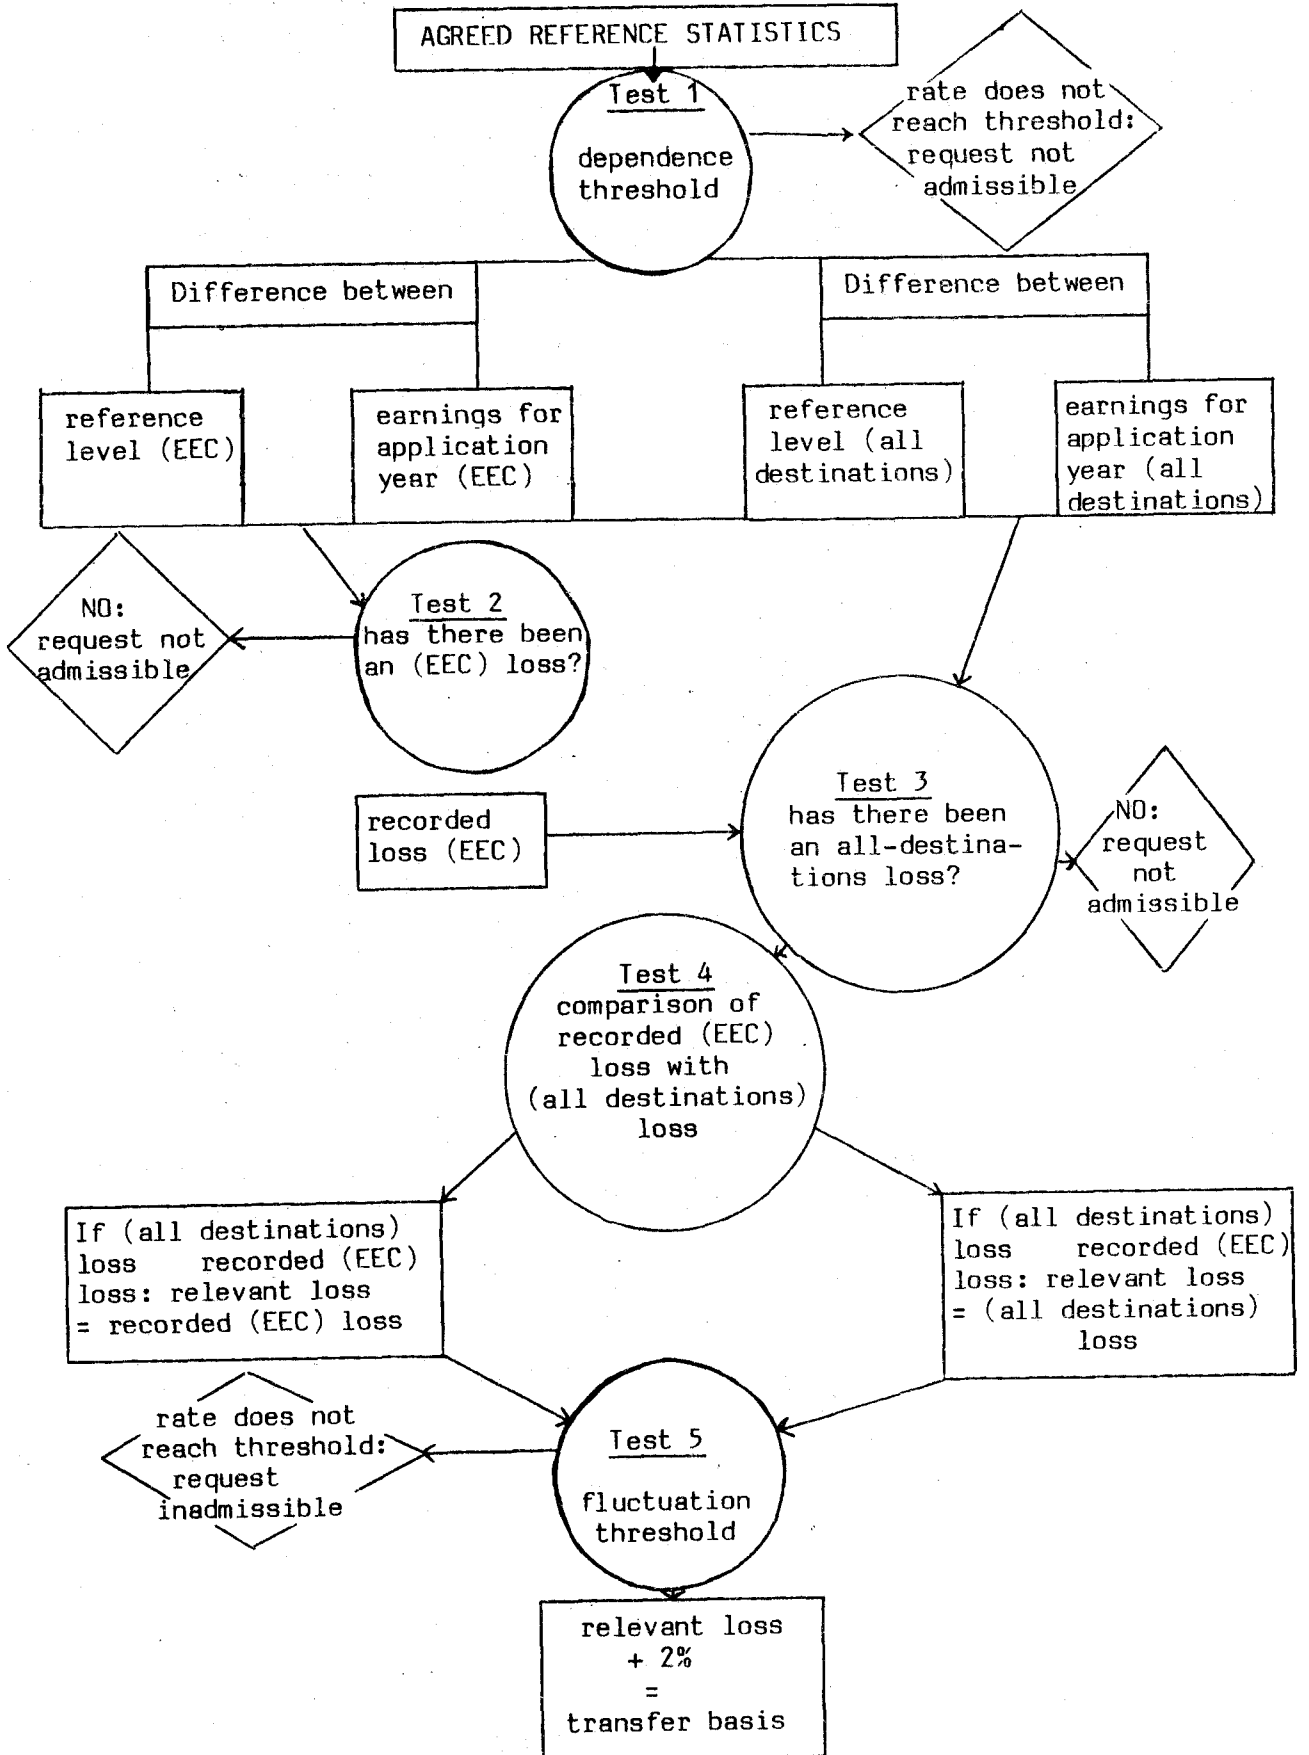 AGREED REFERENCE STATISTICS
Test 1
dependence
threshold
rate does not
reach threshold:
request not
admissible
Difference between
Difference between
reference
level (EEC)
earnings for
application
year (EEC)
reference
level (all
destinations)
earnings for
application
year (all
destinations)
NO:
request not
admissible
Test 2
has there been
an (EEC) loss?
recorded
loss (EEC)
Test 3
has there been
an all-destina-
tions loss?
NO:
request
not
admissible
Test 4
comparison of
recorded (EEC)
loss with
(all destinations)
loss
If (all destinations)
loss recorded (EEC)
loss: relevant loss
= recorded (EEC) loss
If (all destinations)
loss recorded (EEC)
loss: relevant loss
= (all destinations)
loss
rate does not
reach threshold:
request
inadmissible
Test 5
fluctuation
threshold
relevant loss
+ 2%
=
transfer basis